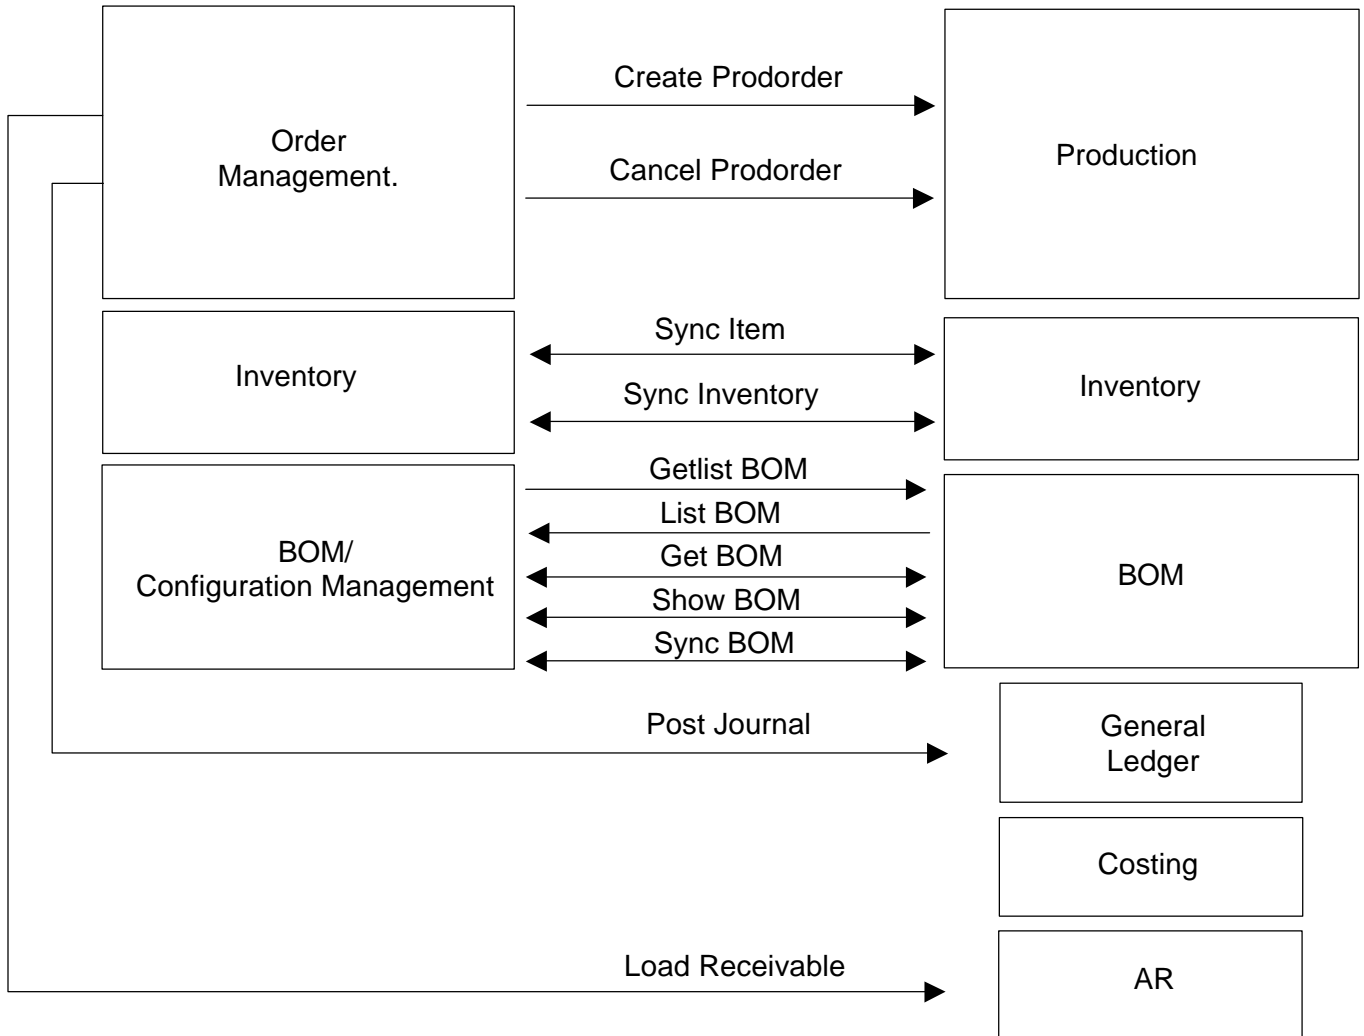 Create Prodorder
Order
Management.
Production
Cancel Prodorder
Sync Item
Inventory
Inventory
Sync Inventory
Getlist BOM
List BOM
BOM/
Configuration Management
Get BOM
BOM
Show BOM
Sync BOM
Post Journal
General
Ledger
Costing
Load Receivable
AR